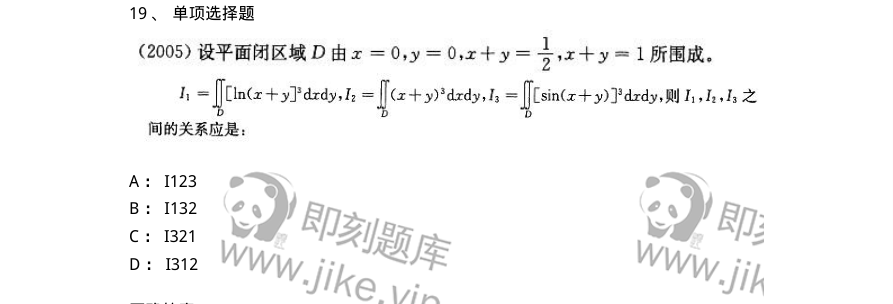 19 、 单项选择题
(2005) 设平面闭区域 D 由 x = 0, y = 0, x + y = 1/2, x + y = 1 所围成。
I₁ = ∬_D [ln(x + y)]³dxdy, I₂ = ∬_D (x + y)³dxdy, I₃ = ∬_D [sin(x + y)]³dxdy, 则 I₁, I₂, I₃ 之
间的关系应是:
A： I123
B： I132
C： I321
D： I312
即刻题库
www.jike.vip
即刻题
www.jik